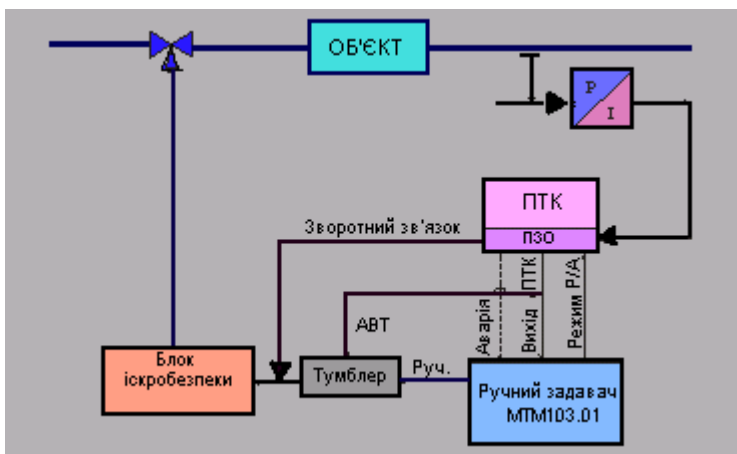 ОБ'ЄКТ
P
I
ПТК
ПЗО
Зворотний зв'язок
Аварія
Вихід ПТК
Режим Р/А
АВТ
Блок
іскробезпеки
Тумблер
Руч.
Ручний задавач
МТМ103.01